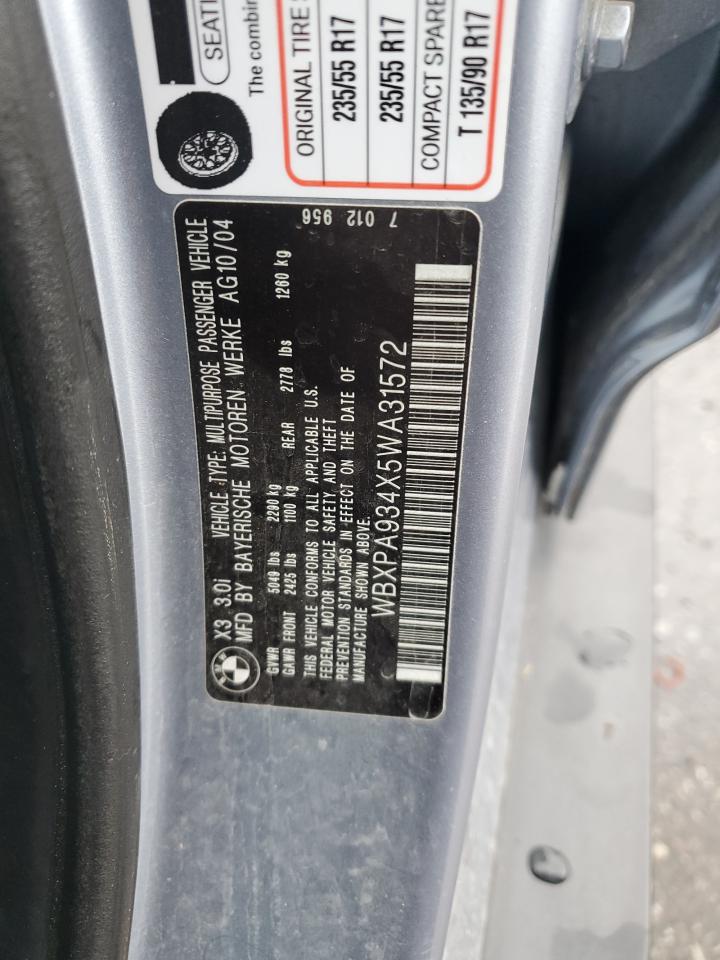 SEATI
The combin
ORIGINAL TIRE S
235/55 R17
235/55 R17
COMPACT SPARE
T 135/90 R17
X3 3.0i VEHICLE TYPE: MULTIPURPOSE PASSENGER VEHICLE
MFD BY BAYERISCHE MOTOREN WERKE AG10/04
GVWR 5049 lbs 2290 kg
GAWR FRONT 2425 lbs 1100 kg REAR 2778 lbs 1260 kg
THIS VEHICLE CONFORMS TO ALL APPLICABLE U.S.
FEDERAL MOTOR VEHICLE SAFETY AND THEFT
PREVENTION STANDARDS IN EFFECT ON THE DATE OF
MANUFACTURE SHOWN ABOVE.
WBXPA934X5WA31572
7 012 956